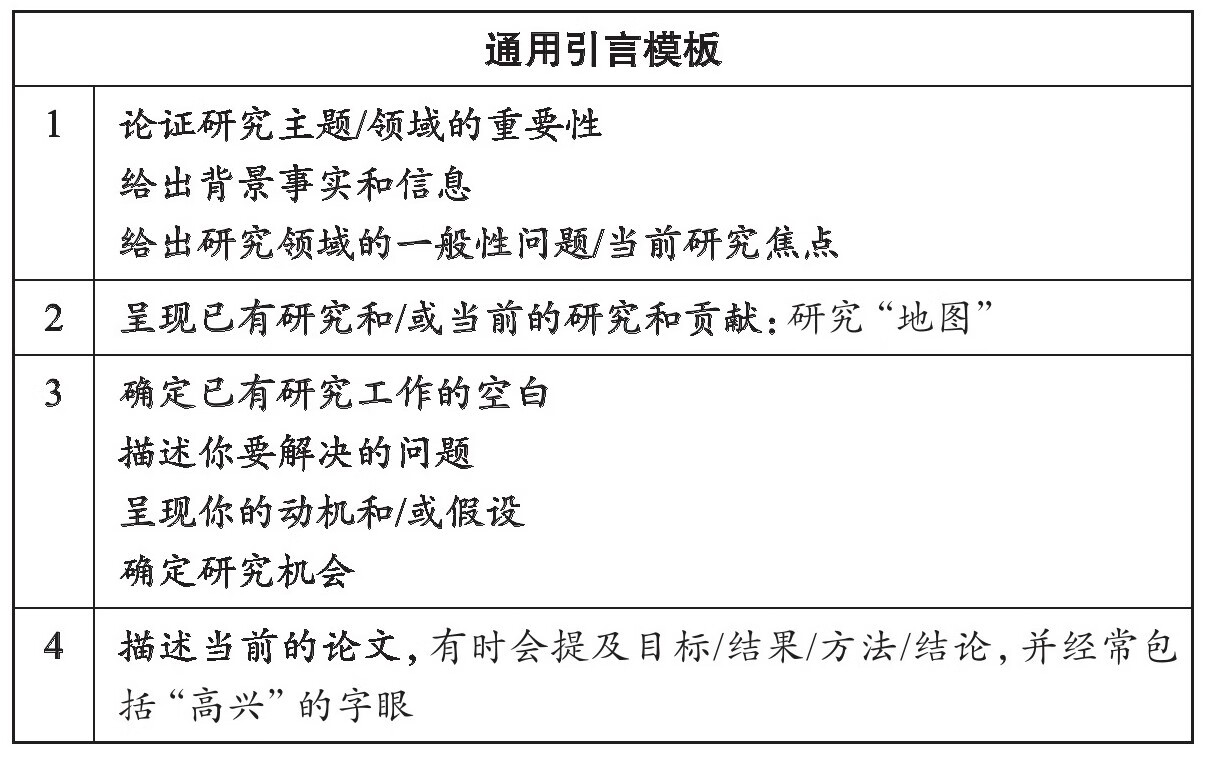 通用引言模板
1 论证研究主题/领域的重要性
给出背景事实和信息
给出研究领域的一般性问题/当前研究焦点
2 呈现已有研究和/或当前的研究和贡献：研究“地图”
3 确定已有研究工作的空白
描述你要解决的问题
呈现你的动机和/或假设
确定研究机会
4 描述当前的论文，有时会提及目标/结果/方法/结论，并经常包
括“高兴”的字眼